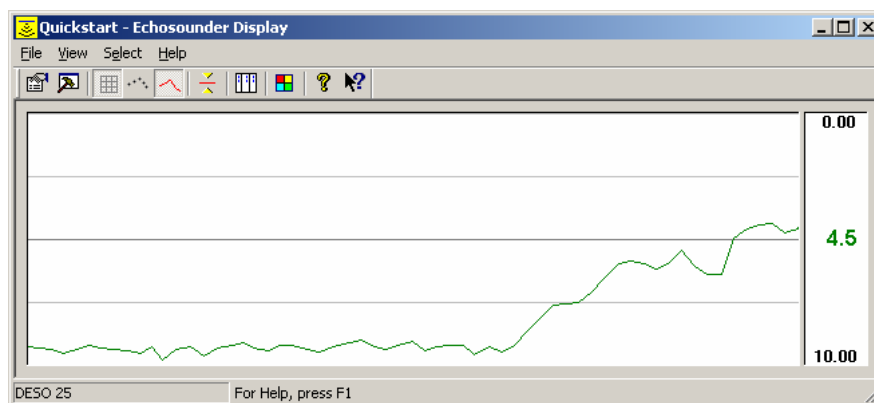 Quickstart - Echosounder Display
File View Select Help
0.00
4.5
10.00
DESO 25
For Help, press F1